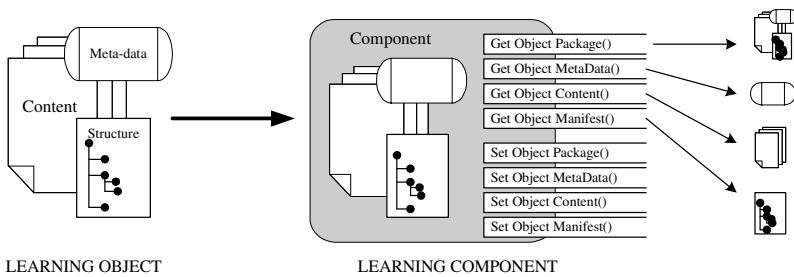 Meta-data
Content
Structure
LEARNING OBJECT
Component
Get Object Package()
Get Object MetaData()
Get Object Content()
Get Object Manifest()
Set Object Package()
Set Object MetaData()
Set Object Content()
Set Object Manifest()
LEARNING COMPONENT